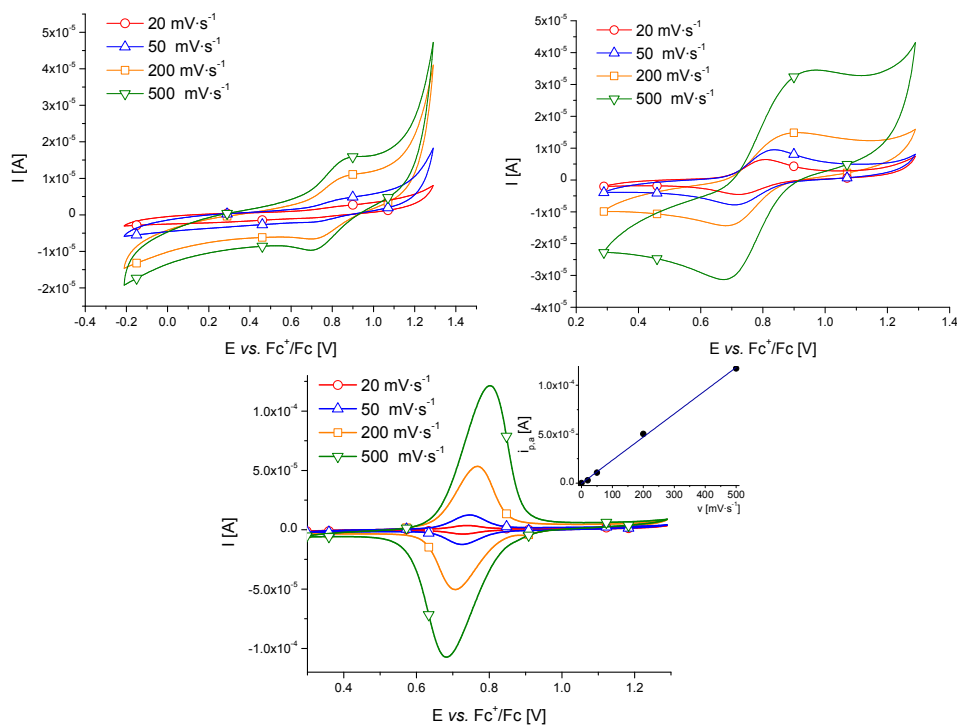 20 mV·s⁻¹
50 mV·s⁻¹
200 mV·s⁻¹
500 mV·s⁻¹
5x10⁻⁵
4x10⁻⁵
3x10⁻⁵
2x10⁻⁵
1x10⁻⁵
0
-1x10⁻⁵
-2x10⁻⁵
I [A]
-0.4 -0.2 0.0 0.2 0.4 0.6 0.8 1.0 1.2 1.4
E vs. Fc⁺/Fc [V]
20 mV·s⁻¹
50 mV·s⁻¹
200 mV·s⁻¹
500 mV·s⁻¹
5x10⁻⁵
4x10⁻⁵
3x10⁻⁵
2x10⁻⁵
1x10⁻⁵
0
-1x10⁻⁵
-2x10⁻⁵
-3x10⁻⁵
-4x10⁻⁵
I [A]
0.2 0.4 0.6 0.8 1.0 1.2 1.4
E vs. Fc⁺/Fc [V]
20 mV·s⁻¹
50 mV·s⁻¹
200 mV·s⁻¹
500 mV·s⁻¹
1.0x10⁻⁴
5.0x10⁻⁵
0.0
-5.0x10⁻⁵
-1.0x10⁻⁴
I [A]
0.4 0.6 0.8 1.0 1.2
E vs. Fc⁺/Fc [V]
1.0x10⁻⁴
5.0x10⁻⁵
0.0
i p,a [A]
0 100 200 300 400 500
v [mV·s⁻¹]